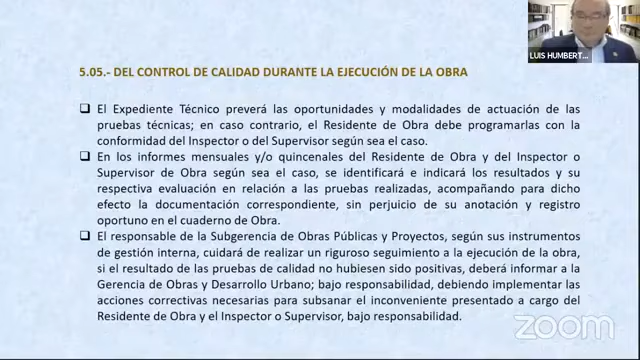 LUIS HUMBERT...
5.05.- DEL CONTROL DE CALIDAD DURANTE LA EJECUCIÓN DE LA OBRA
El Expediente Técnico preverá las oportunidades y modalidades de actuación de las
pruebas técnicas; en caso contrario, el Residente de Obra debe programarlas con la
conformidad del Inspector o del Supervisor según sea el caso.
En los informes mensuales y/o quincenales del Residente de Obra y del Inspector o
Supervisor de Obra según sea el caso, se identificará e indicará los resultados y su
respectiva evaluación en relación a las pruebas realizadas, acompañando para dicho
efecto la documentación correspondiente, sin perjuicio de su anotación y registro
oportuno en el cuaderno de Obra.
El responsable de la Subgerencia de Obras Públicas y Proyectos, según sus instrumentos
de gestión interna, cuidará de realizar un riguroso seguimiento a la ejecución de la obra,
si el resultado de las pruebas de calidad no hubiesen sido positivas, deberá informar a la
Gerencia de Obras y Desarrollo Urbano; bajo responsabilidad, debiendo implementar las
acciones correctivas necesarias para subsanar el inconveniente presentado a cargo del
Residente de Obra y el Inspector o Supervisor, bajo responsabilidad.
zoom